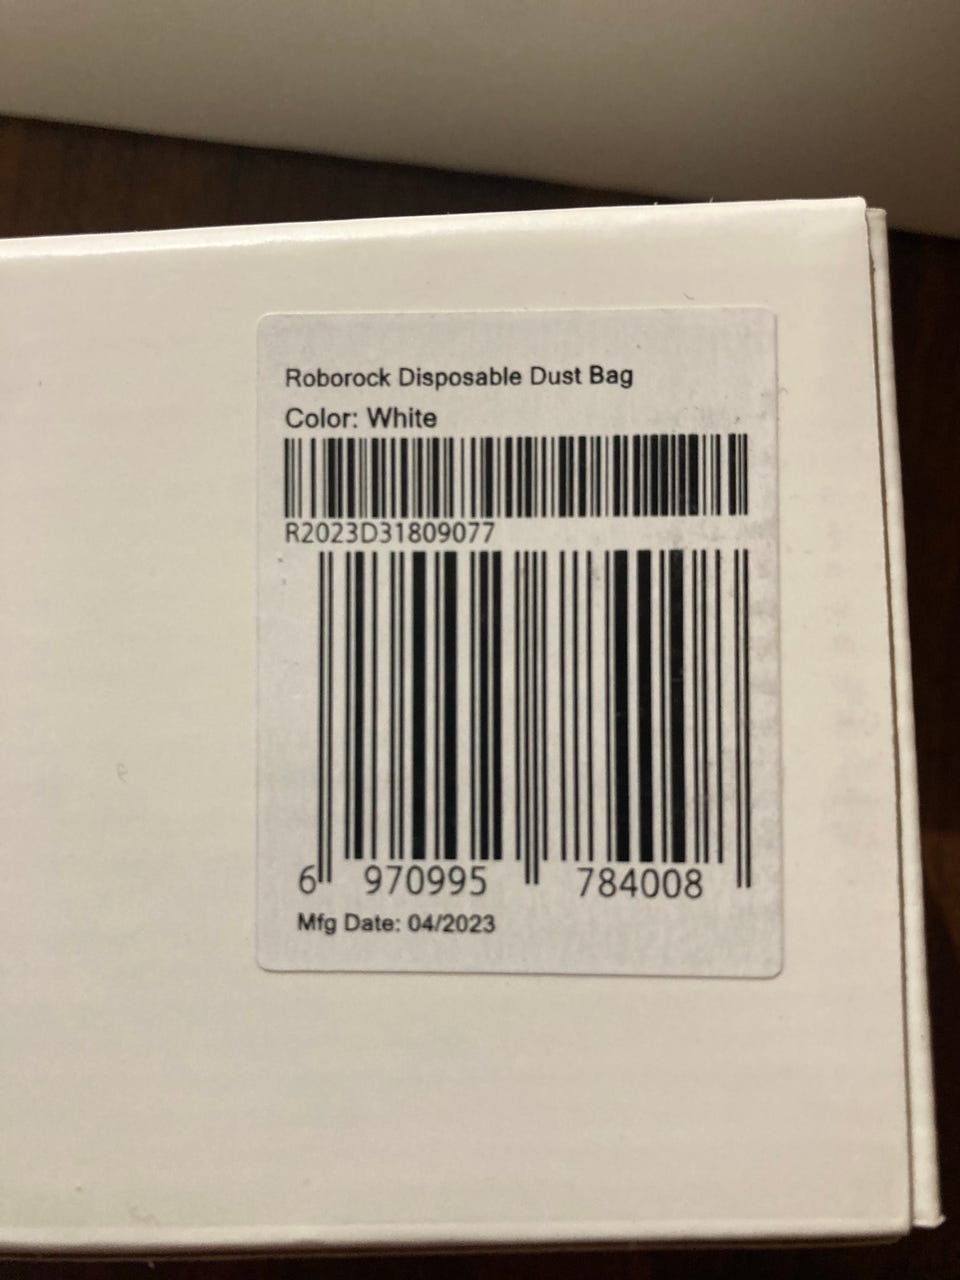 Roborock Disposable Dust Bag
Color: White
R2023D31809077
6 970995 784008
Mfg Date: 04/2023